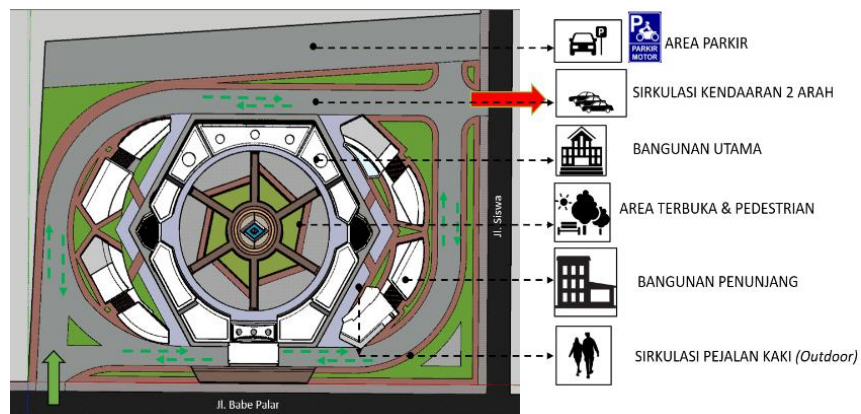 P
P
PARKIR
MOTOR
AREA PARKIR
SIRKULASI KENDAARAN 2 ARAH
BANGUNAN UTAMA
AREA TERBUKA & PEDESTRIAN
Jl. Siswa
BANGUNAN PENUNJANG
SIRKULASI PEJALAN KAKI (Outdoor)
Jl. Babe Palar